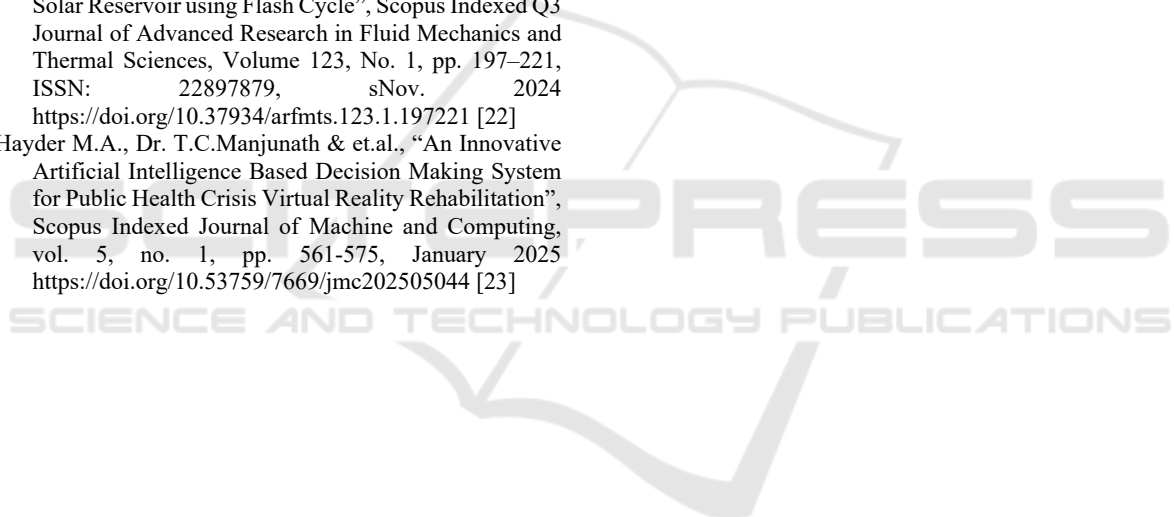 Solar Reservoir using Flash Cycle”, Scopus Indexed Q3
Journal of Advanced Research in Fluid Mechanics and
Thermal Sciences, Volume 123, No. 1, pp. 197–221,
ISSN: 22897879, sNov. 2024
https://doi.org/10.37934/arfmts.123.1.197221 [22]
Hayder M.A., Dr. T.C.Manjunath & et.al., “An Innovative
Artificial Intelligence Based Decision Making System
for Public Health Crisis Virtual Reality Rehabilitation”,
Scopus Indexed Journal of Machine and Computing,
vol. 5, no. 1, pp. 561-575, January 2025
https://doi.org/10.53759/7669/jmc202505044 [23]
SCITEPRESS
SCIENCE AND TECHNOLOGY PUBLICATIONS